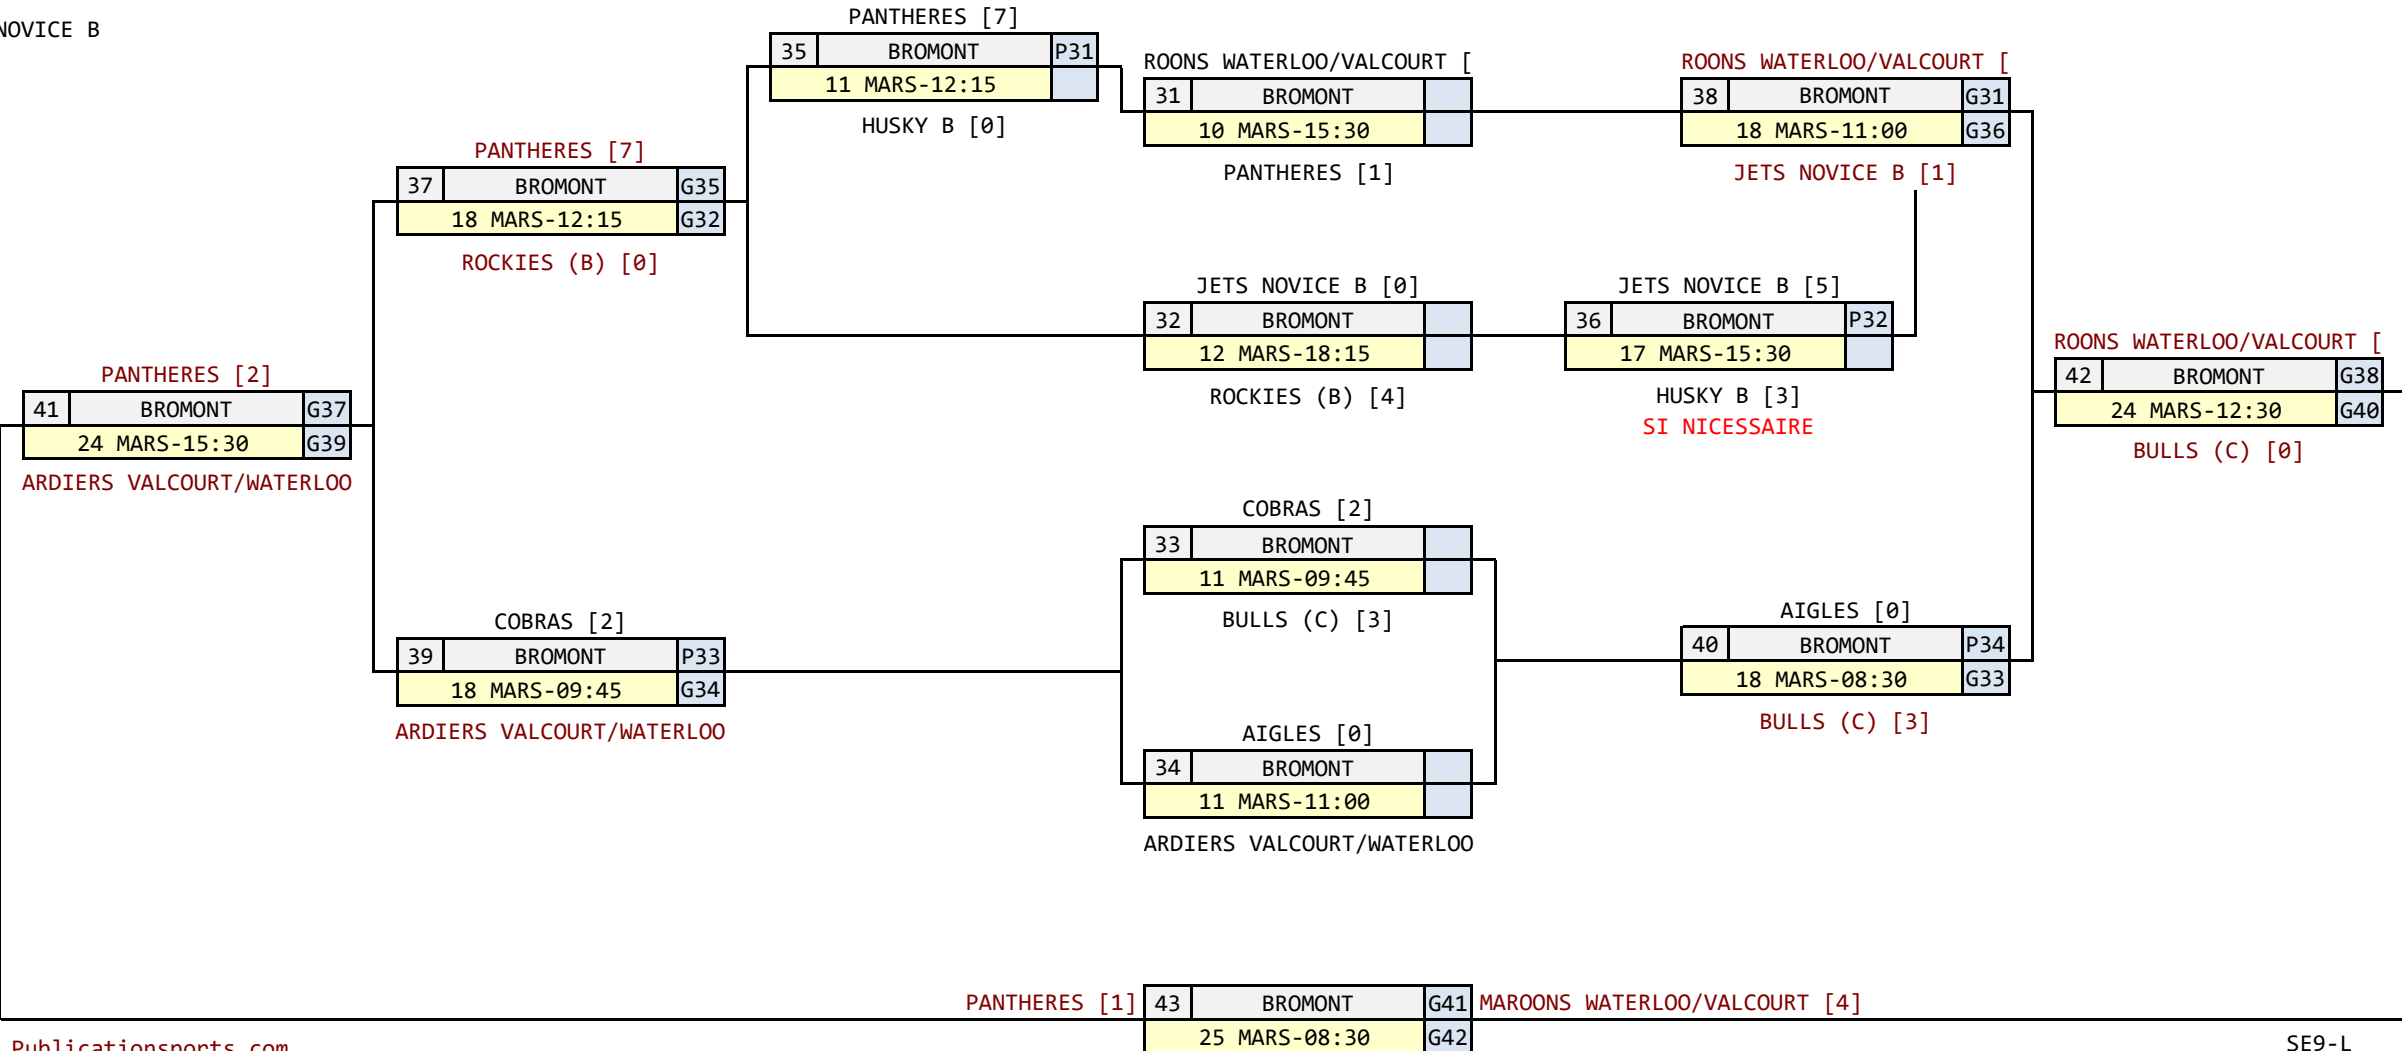 NOVICE B
PANTHERES [7]
35 BROMONT P31
11 MARS-12:15
HUSKY B [0]
ROONS WATERLOO/VALCOURT [
31 BROMONT
10 MARS-15:30
PANTHERES [1]
ROONS WATERLOO/VALCOURT [
38 BROMONT G31
18 MARS-11:00 G36
JETS NOVICE B [1]
PANTHERES [7]
37 BROMONT G35
18 MARS-12:15 G32
ROCKIES (B) [0]
JETS NOVICE B [0]
32 BROMONT
12 MARS-18:15
ROCKIES (B) [4]
JETS NOVICE B [5]
36 BROMONT P32
17 MARS-15:30
HUSKY B [3]
SI NICESSAIRE
ROONS WATERLOO/VALCOURT [
42 BROMONT G38
24 MARS-12:30 G40
BULLS (C) [0]
PANTHERES [2]
41 BROMONT G37
24 MARS-15:30 G39
ARDIERS VALCOURT/WATERLOO
COBRAS [2]
33 BROMONT
11 MARS-09:45
BULLS (C) [3]
COBRAS [2]
39 BROMONT P33
18 MARS-09:45 G34
ARDIERS VALCOURT/WATERLOO
AIGLES [0]
40 BROMONT P34
18 MARS-08:30 G33
BULLS (C) [3]
AIGLES [0]
34 BROMONT
11 MARS-11:00
ARDIERS VALCOURT/WATERLOO
PANTHERES [1] 43 BROMONT G41 MAROONS WATERLOO/VALCOURT [4]
25 MARS-08:30 G42
Publicationsports.com
SE9-L